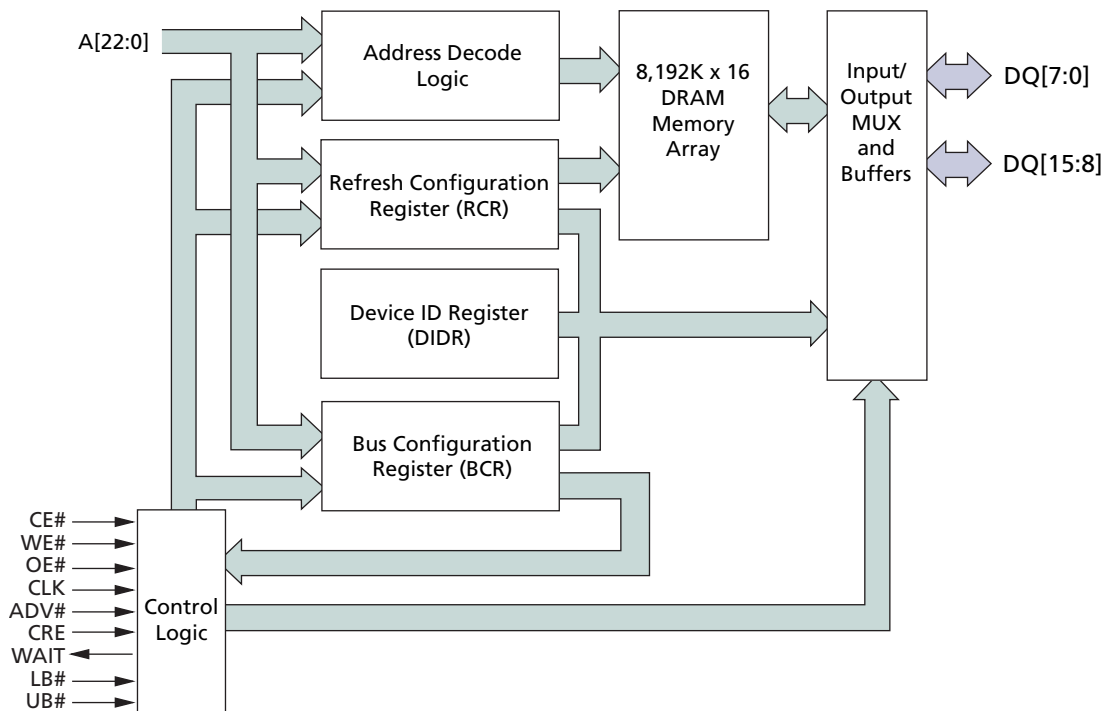 A[22:0]
Address Decode
Logic
8,192K x 16
DRAM
Memory
Array
Input/
Output
MUX
and
Buffers
DQ[7:0]
DQ[15:8]
Refresh Configuration
Register (RCR)
Device ID Register
(DIDR)
Bus Configuration
Register (BCR)
CE#
WE#
OE#
CLK
ADV#
CRE
WAIT
LB#
UB#
Control
Logic